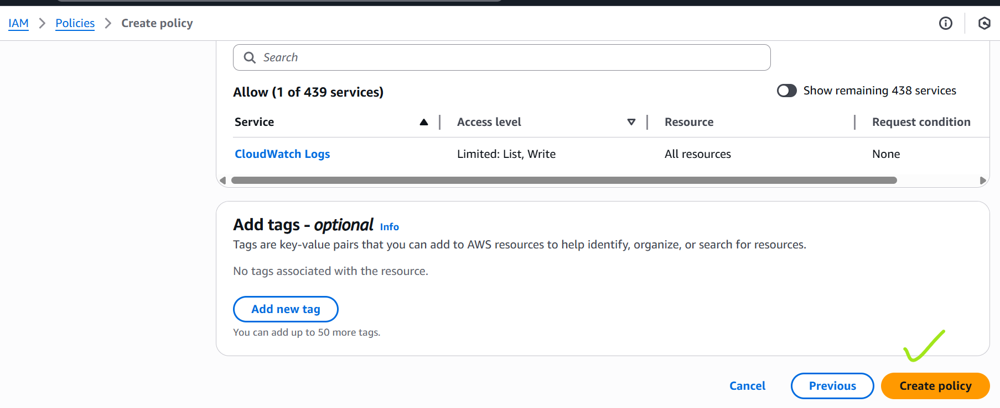 IAM > Policies > Create policy
Search
Allow (1 of 439 services)
Show remaining 438 services
Service Access level Resource Request condition
CloudWatch Logs Limited: List, Write All resources None
Add tags - optional Info
Tags are key-value pairs that you can add to AWS resources to help identify, organize, or search for resources.
No tags associated with the resource.
Add new tag
You can add up to 50 more tags.
Cancel Previous Create policy